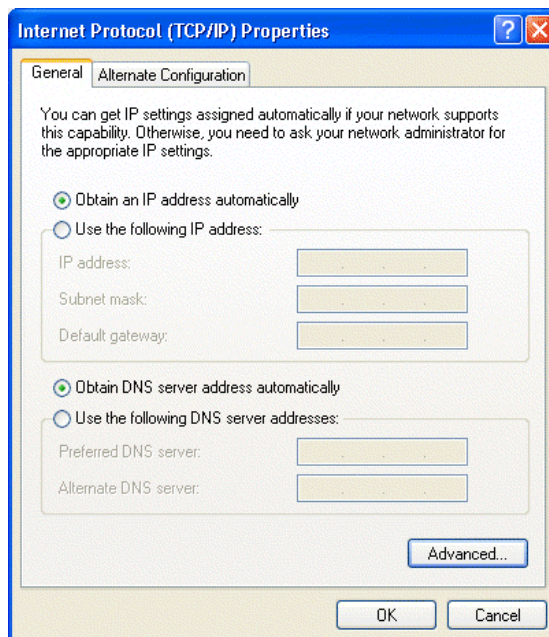 Internet Protocol (TCP/IP) Properties
General
Alternate Configuration
You can get IP settings assigned automatically if your network supports
this capability. Otherwise, you need to ask your network administrator for
the appropriate IP settings.
Obtain an IP address automatically
Use the following IP address:
IP address:
Subnet mask:
Default gateway:
Obtain DNS server address automatically
Use the following DNS server addresses:
Preferred DNS server:
Alternate DNS server:
Advanced...
OK
Cancel